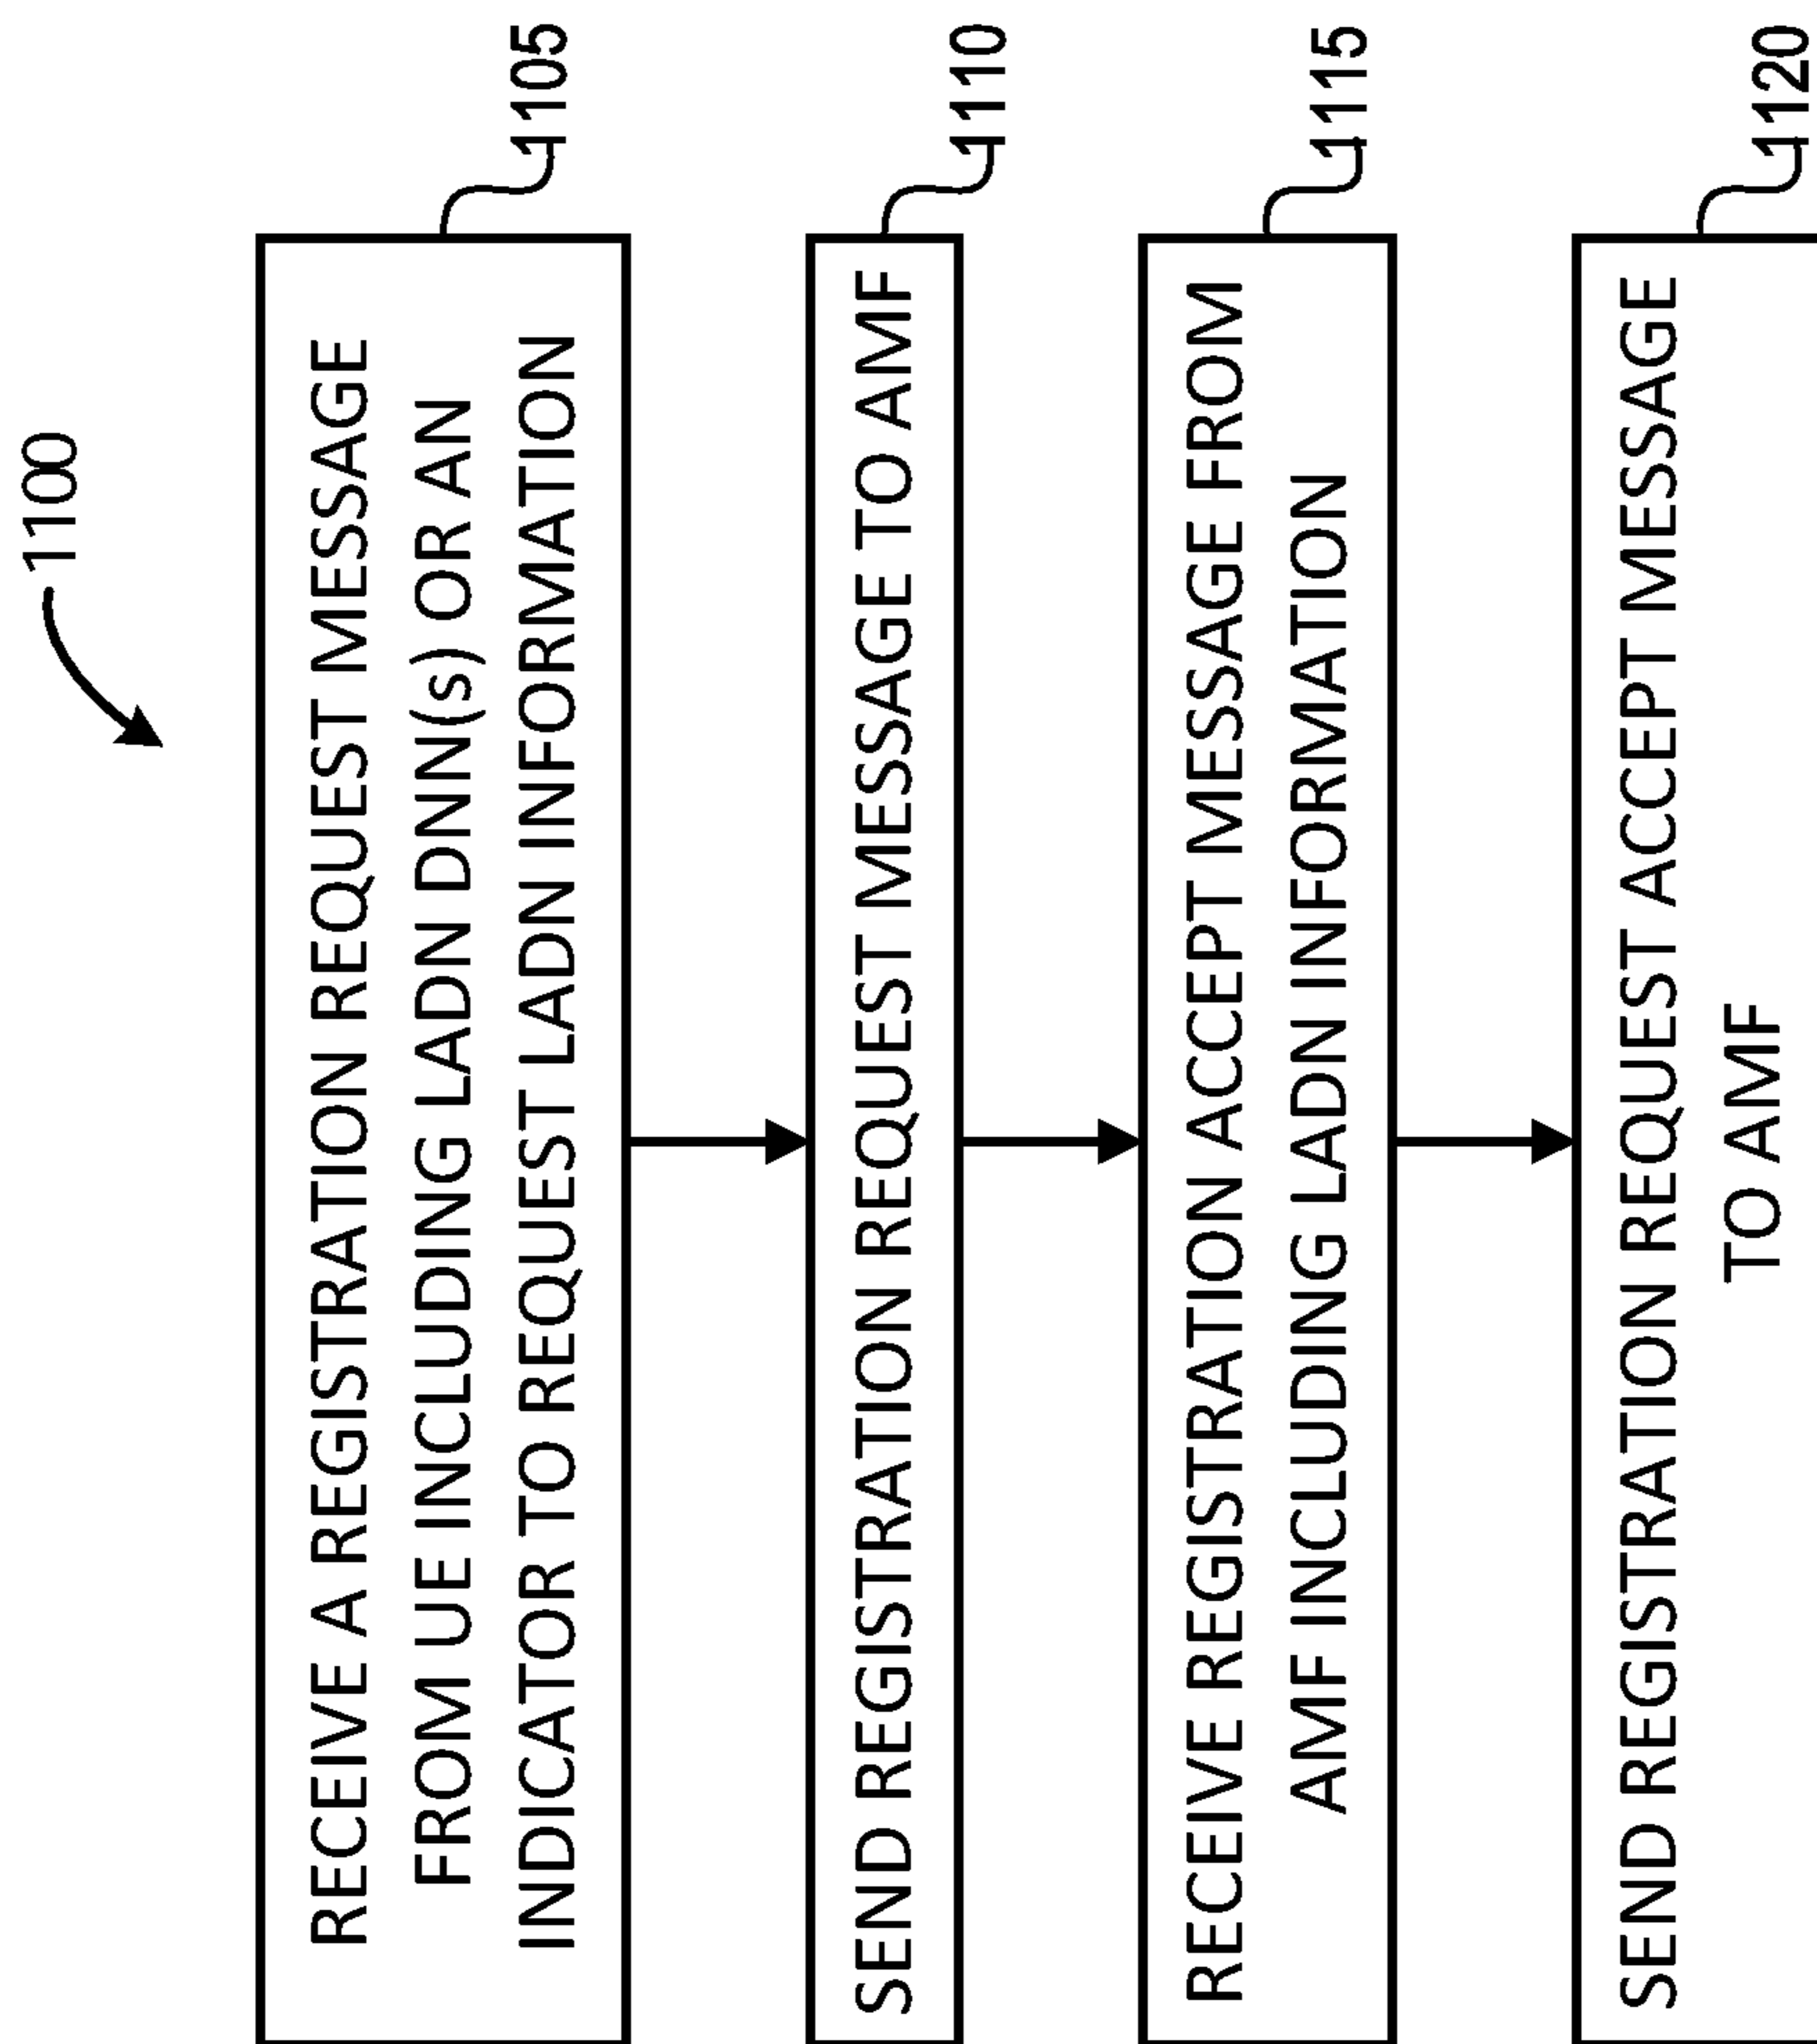 1100
RECEIVE A REGISTRATION REQUEST MESSAGE
FROM UE INCLUDING LADN DNN(s) OR AN
INDICATOR TO REQUEST LADN INFORMATION
1105
SEND REGISTRATION REQUEST MESSAGE TO AMF
1110
RECEIVE REGISTRATION ACCEPT MESSAGE FROM
AMF INCLUDING LADN INFORMATION
1115
SEND REGISTRATION REQUEST ACCEPT MESSAGE
TO AMF
1120